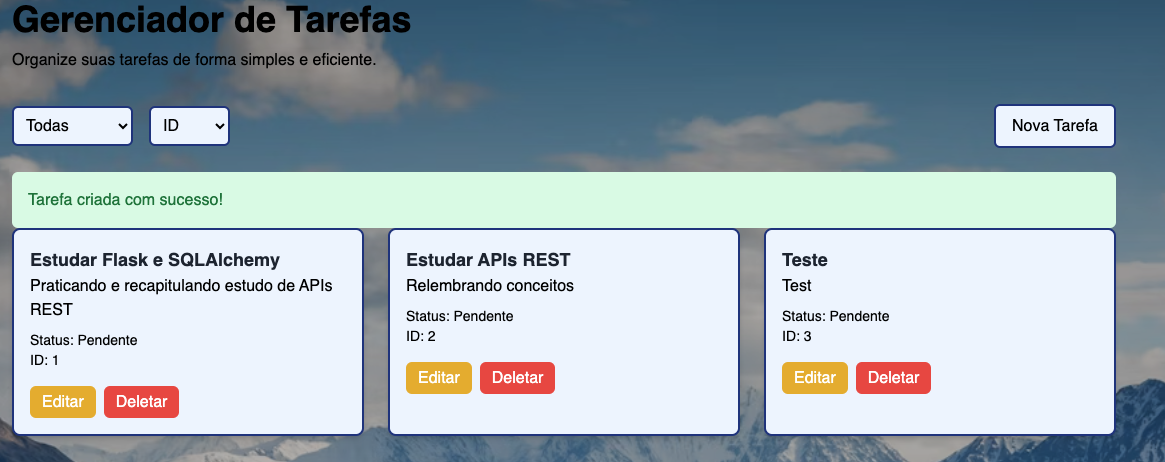 Gerenciador de Tarefas
Organize suas tarefas de forma simples e eficiente.
Todas
ID
Nova Tarefa
Tarefa criada com sucesso!
Estudar Flask e SQLAlchemy
Praticando e recapitulando estudo de APIs
REST
Status: Pendente
ID: 1
Editar
Deletar
Estudar APIs REST
Relembrando conceitos
Status: Pendente
ID: 2
Editar
Deletar
Teste
Test
Status: Pendente
ID: 3
Editar
Deletar